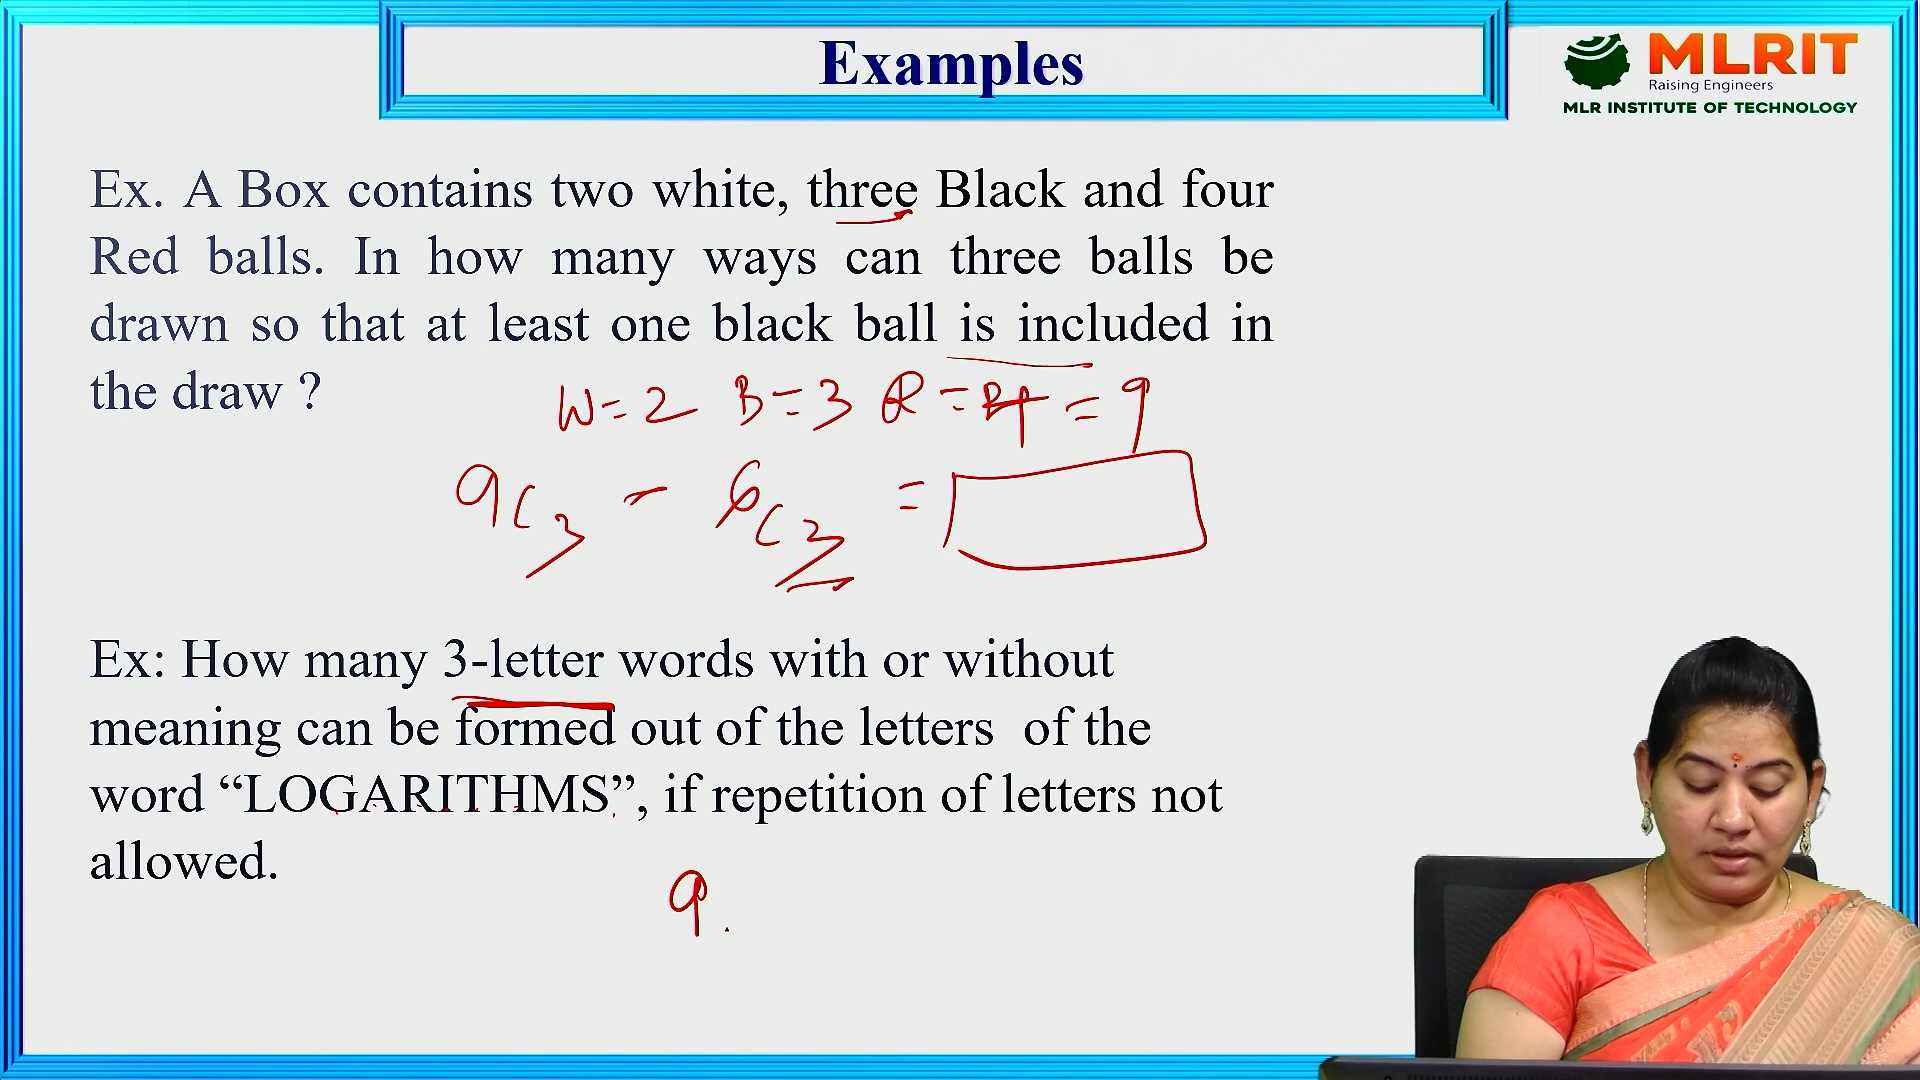 Examples
MLRIT
Raising Engineers
MLR INSTITUTE OF TECHNOLOGY
Ex. A Box contains two white, three Black and four
Red balls. In how many ways can three balls be
drawn so that at least one black ball is included in
the draw ?
W=2 B=3 R=4 =9
9C3 - 6C3 =
Ex: How many 3-letter words with or without
meaning can be formed out of the letters of the
word “LOGARITHMS”, if repetition of letters not
allowed.
9